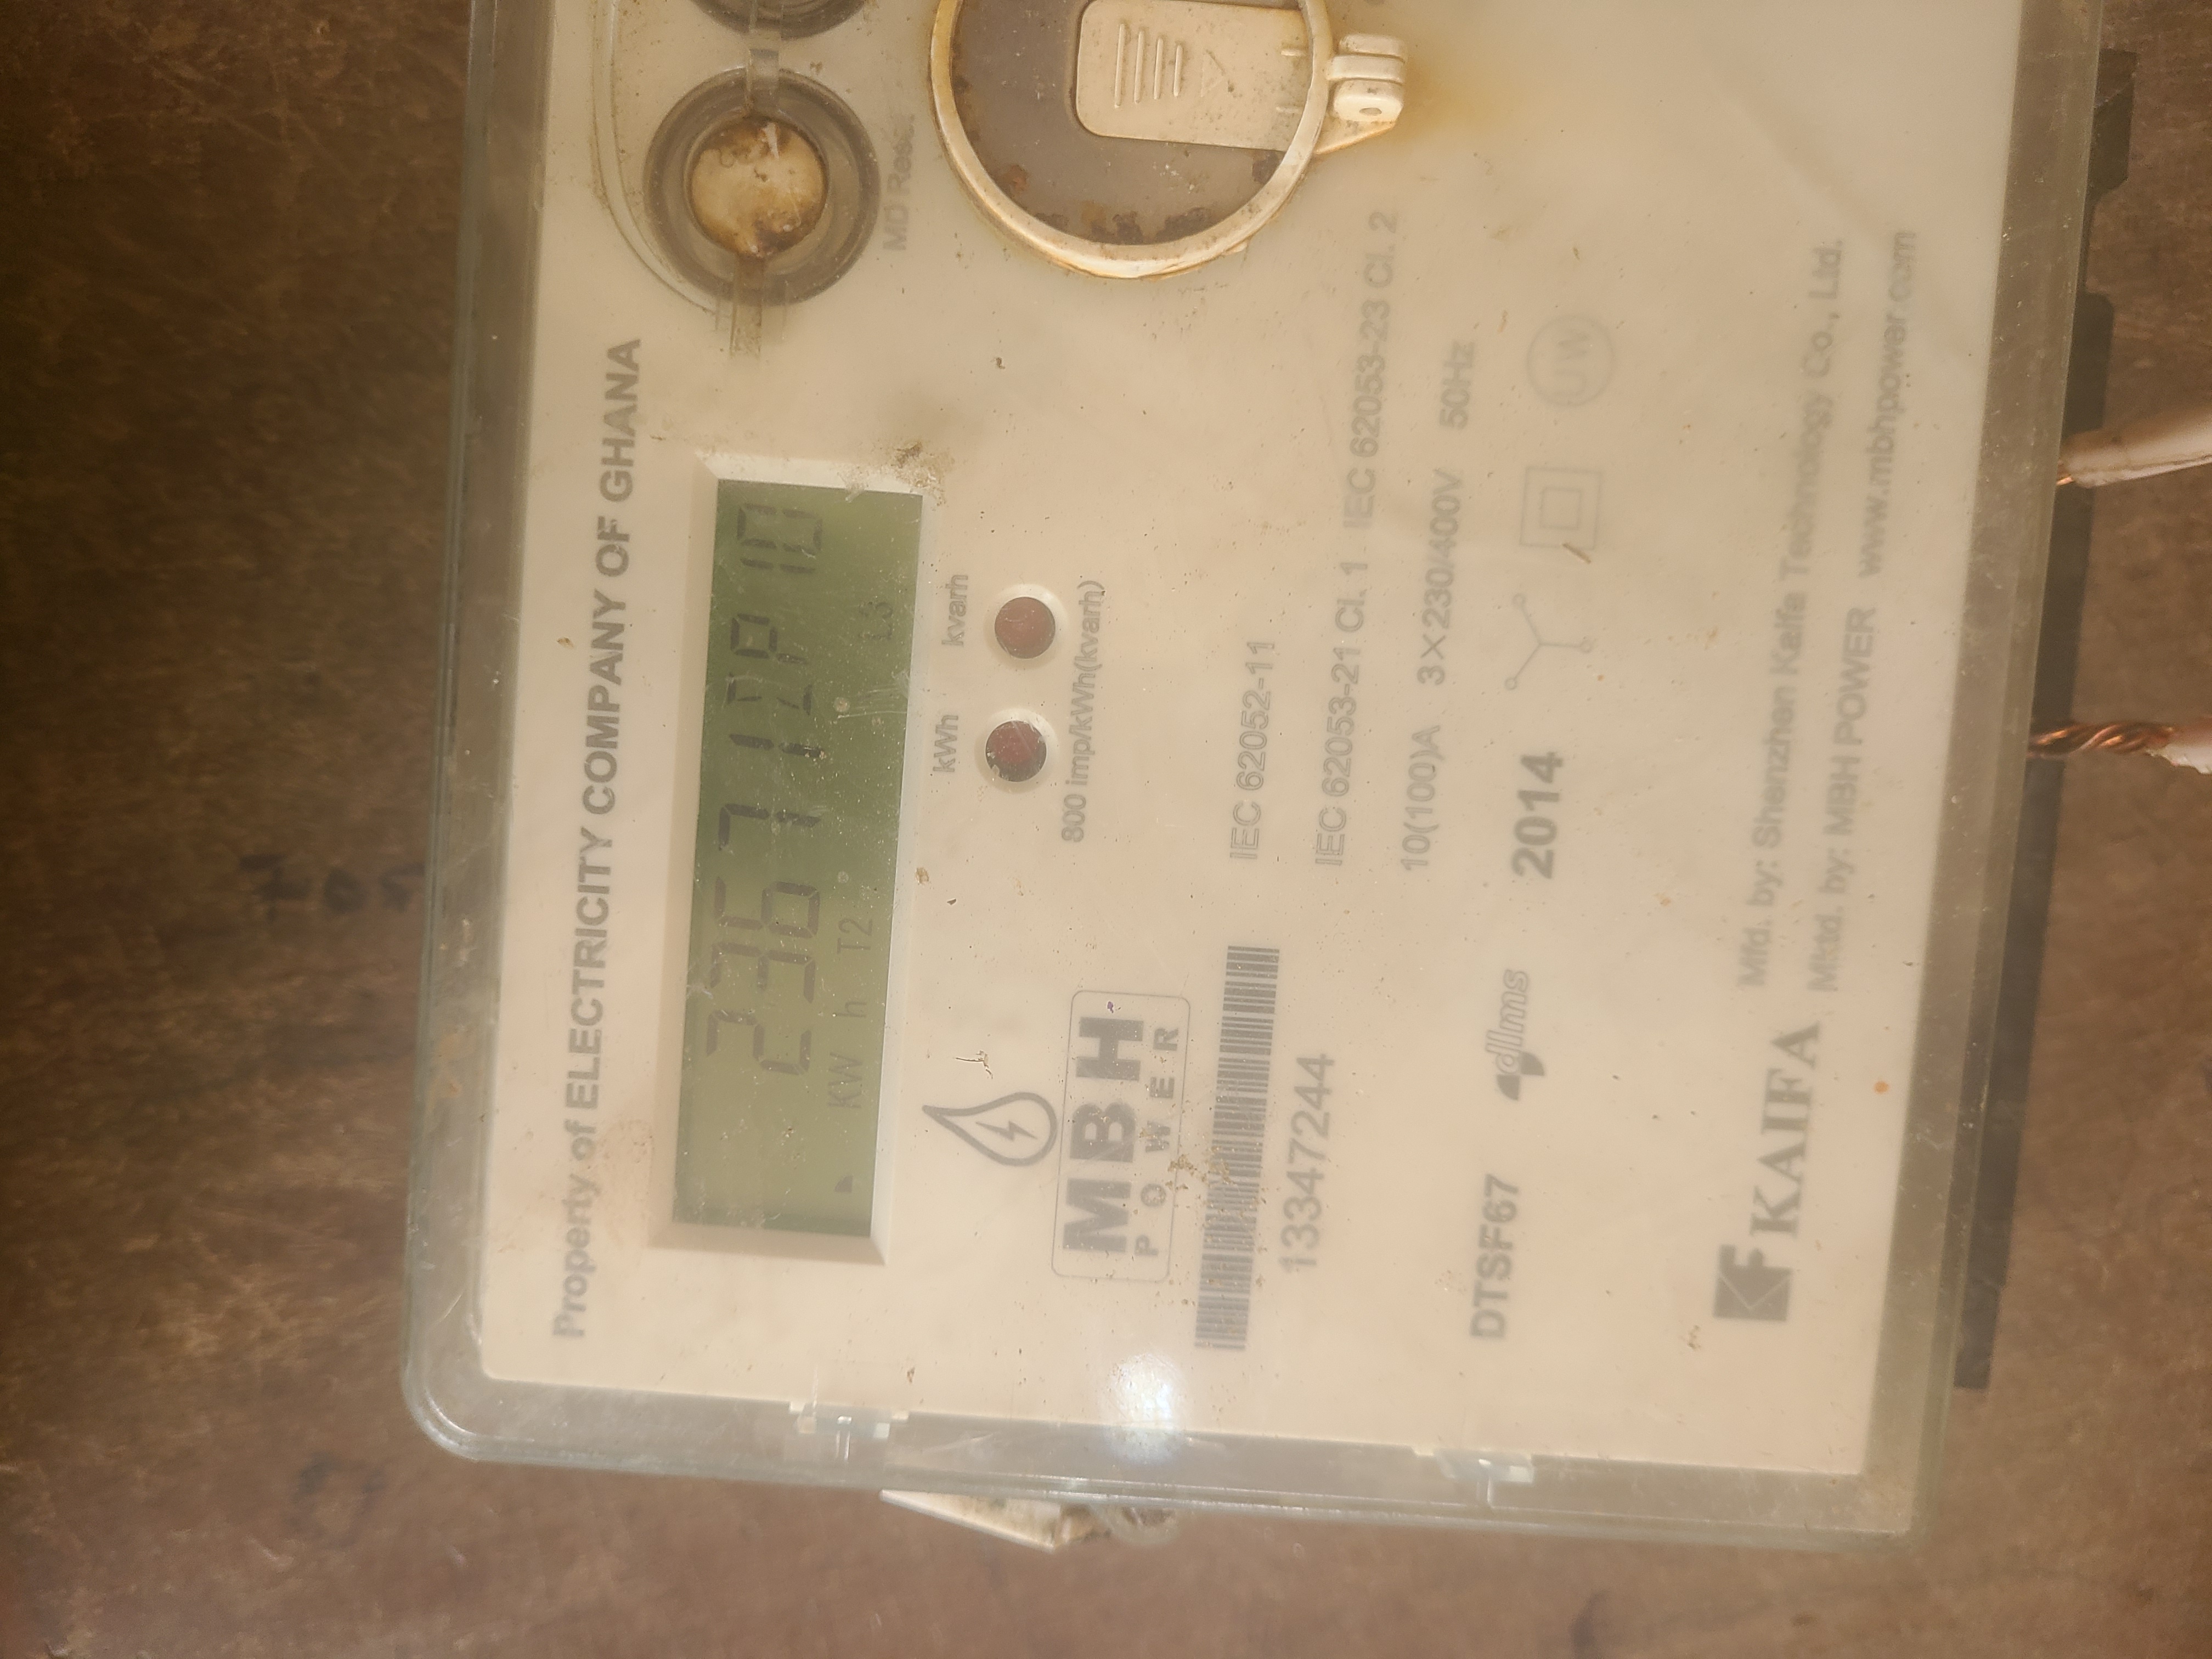 Property of ELECTRICITY COMPANY OF GHANA
23671 ΣP 10
KW h T2 L3
MD Reset
kWh kvarh
800 imp/kWh(kvarh)
MBH
POWER
13347244
IEC 62052-11
IEC 62053-21 Cl. 1 IEC 62053-23 Cl. 2
10(100)A 3×230/400V 50Hz
DTSF67 dlms 2014 UW
KAIFA
Mfd. by: Shenzhen Kaifa Technology Co., Ltd.
Mktd. by: MBH POWER www.mbhpower.com